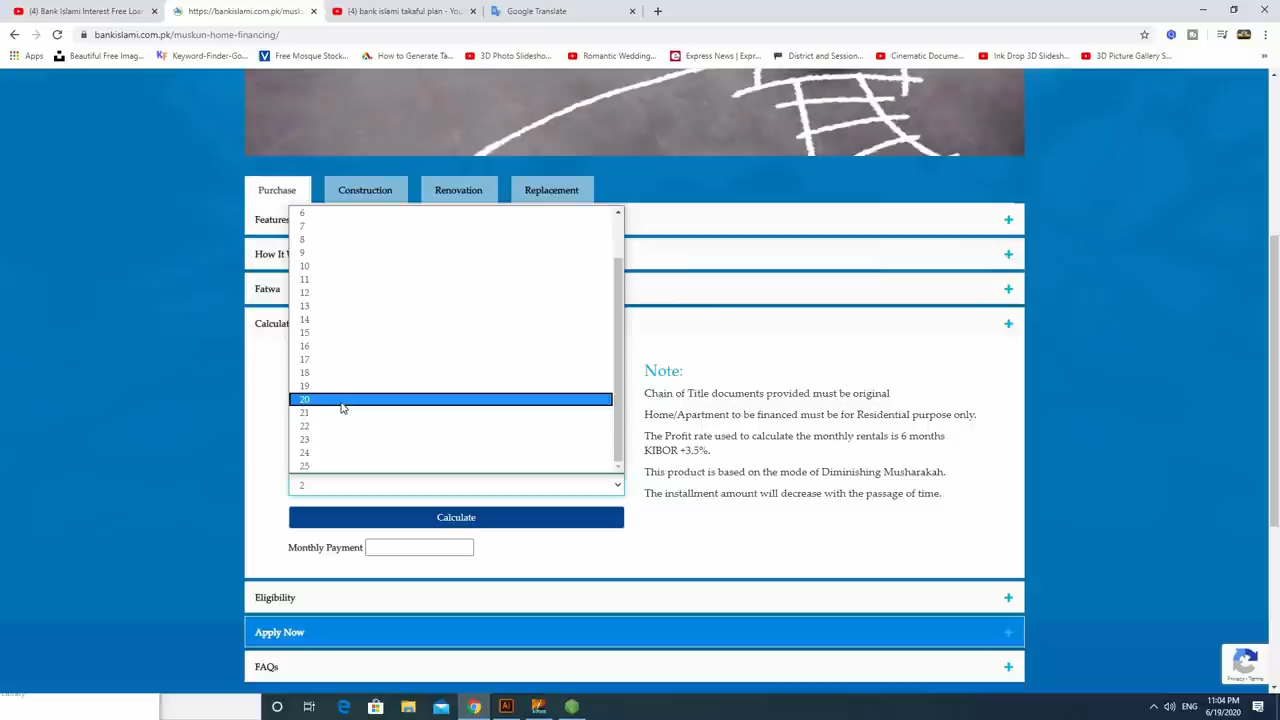 (4) Bank Islami Interest Free Loa
https://bankislami.com.pk/musk
(4) bank islami takaful plan - You
Google Translate
bankislami.com.pk/muskun-home-financing/
Apps
Beautiful Free Imag...
Keyword-Finder-Go...
Free Mosque Stock...
How to Generate Ta...
3D Photo Slidesho...
Romantic Wedding...
Express News | Expr...
District and Session...
Cinematic Docume...
Ink Drop 3D Slidesh...
3D Picture Gallery S...
Purchase
Construction
Renovation
Replacement
Features
How It
Fatwa
Calculat
6
7
8
9
10
11
12
13
14
15
16
17
18
19
20
21
22
23
24
25
2
Calculate
Monthly Payment
Note:
Chain of Title documents provided must be original
Home/Apartment to be financed must be for Residential purpose only.
The Profit rate used to calculate the monthly rentals is 6 months
KIBOR +3.5%.
This product is based on the mode of Diminishing Musharakah.
The installment amount will decrease with the passage of time.
Eligibility
Apply Now
FAQs
Privacy - Terms
Library
Ai
ENG
11:04 PM
6/19/2020